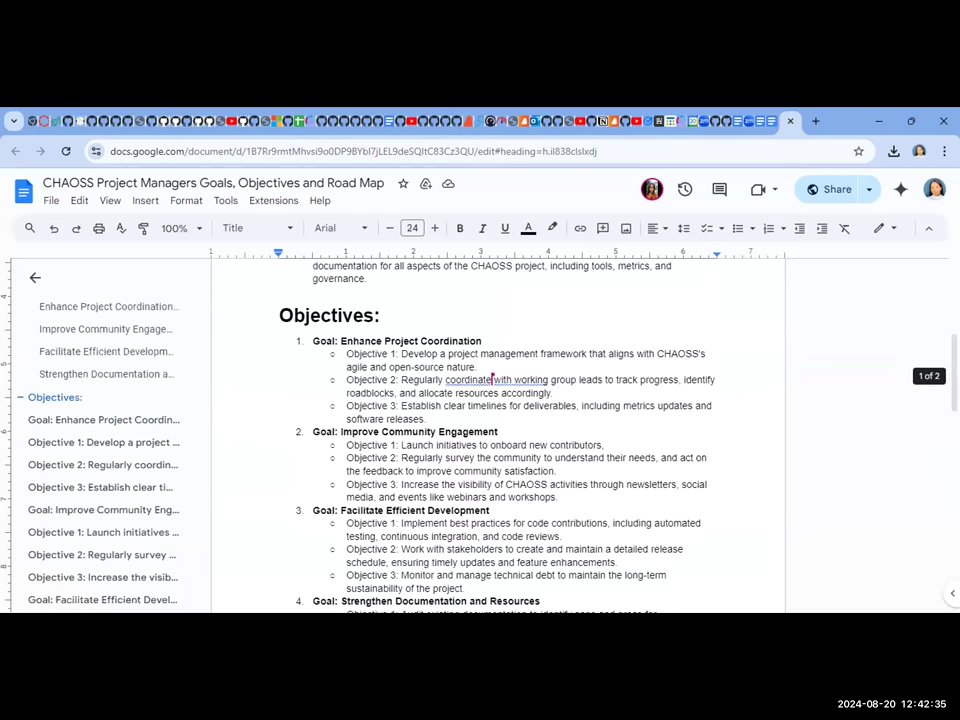 docs.google.com/document/d/1B7Rr9rmtMhvsi9o0DP9BYbI7jLEL9deSQItC83Cz3QU/edit#heading=h.il838clslxdj
CHAOSS Project Managers Goals, Objectives and Road Map
File Edit View Insert Format Tools Extensions Help
Share
100% Title Arial 24
1 1 2 3 4 5 6 7
documentation for all aspects of the CHAOSS project, including tools, metrics, and
governance.
Objectives:
1. Goal: Enhance Project Coordination
○ Objective 1: Develop a project management framework that aligns with CHAOSS's
agile and open-source nature.
○ Objective 2: Regularly coordinate with working group leads to track progress, identify
roadblocks, and allocate resources accordingly.
○ Objective 3: Establish clear timelines for deliverables, including metrics updates and
software releases.
2. Goal: Improve Community Engagement
○ Objective 1: Launch initiatives to onboard new contributors,
○ Objective 2: Regularly survey the community to understand their needs, and act on
the feedback to improve community satisfaction.
○ Objective 3: Increase the visibility of CHAOSS activities through newsletters, social
media, and events like webinars and workshops.
3. Goal: Facilitate Efficient Development
○ Objective 1: Implement best practices for code contributions, including automated
testing, continuous integration, and code reviews.
○ Objective 2: Work with stakeholders to create and maintain a detailed release
schedule, ensuring timely updates and feature enhancements.
○ Objective 3: Monitor and manage technical debt to maintain the long-term
sustainability of the project.
4. Goal: Strengthen Documentation and Resources
Enhance Project Coordination...
Improve Community Engage...
Facilitate Efficient Developm...
Strengthen Documentation a...
Objectives:
Goal: Enhance Project Coordin...
Objective 1: Develop a project ...
Objective 2: Regularly coordin...
Objective 3: Establish clear ti...
Goal: Improve Community Eng...
Objective 1: Launch initiatives ...
Objective 2: Regularly survey ...
Objective 3: Increase the visib...
Goal: Facilitate Efficient Devel...
1 of 2
2024-08-20 12:42:35